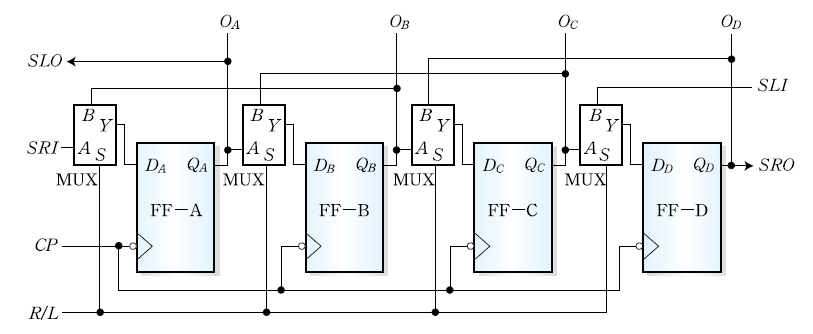 O_A O_B O_C O_D
SLO
SLI
B B B B
Y Y Y Y
SRI A S A S A S A S
D_A Q_A D_B Q_B D_C Q_C D_D Q_D SRO
MUX MUX MUX MUX
FF－A FF－B FF－C FF－D
CP
R/L